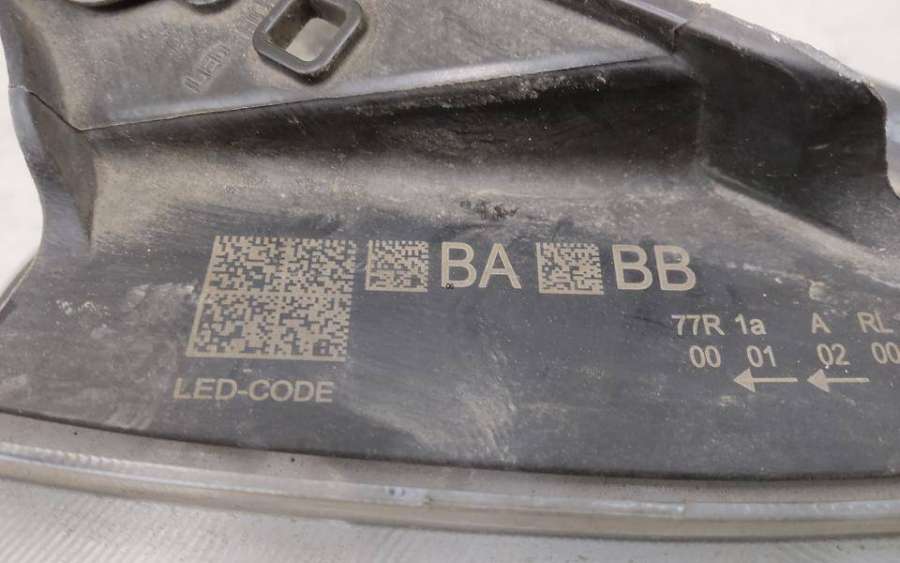 BA BB
77R 1a A RL
00 01 02 00
LED-CODE